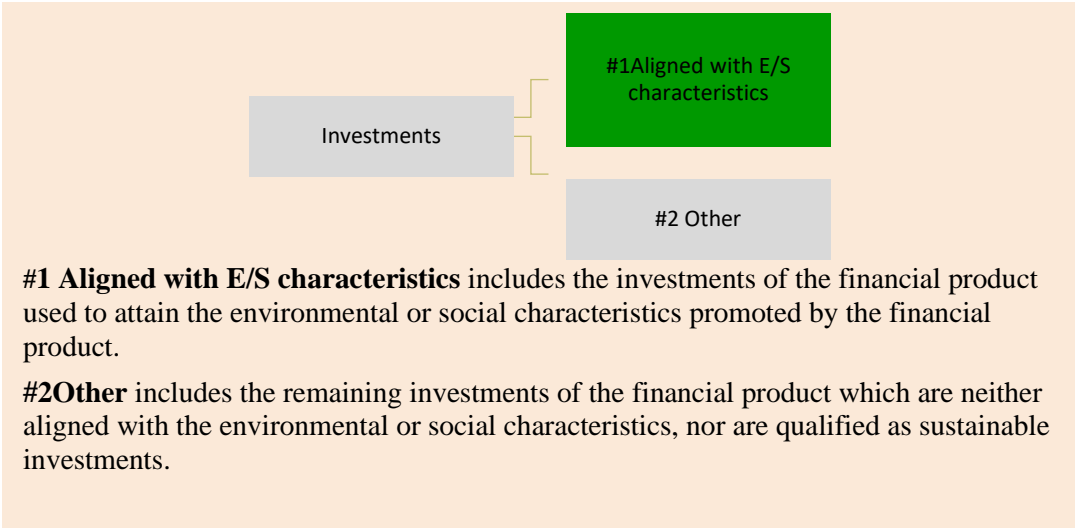 #1Aligned with E/S
characteristics
Investments
#2 Other
#1 Aligned with E/S characteristics includes the investments of the financial product
used to attain the environmental or social characteristics promoted by the financial
product.
#2Other includes the remaining investments of the financial product which are neither
aligned with the environmental or social characteristics, nor are qualified as sustainable
investments.